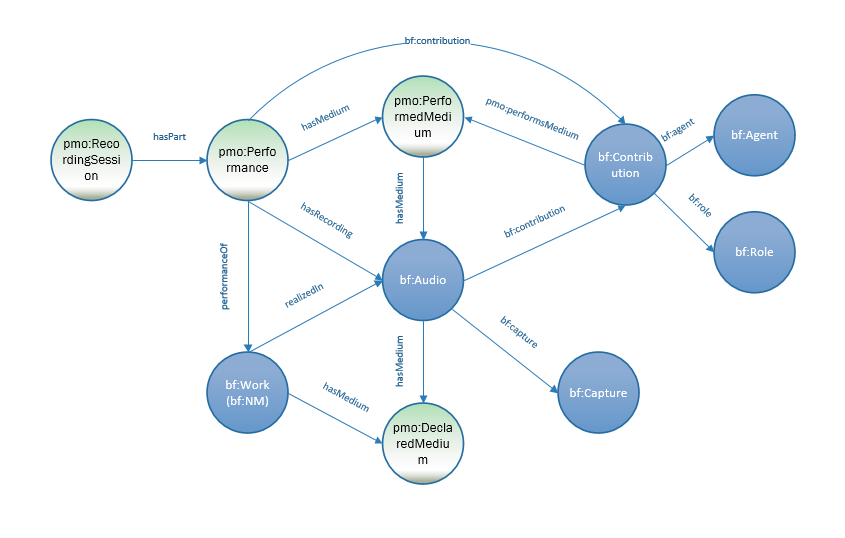 bf:contribution
pmo:Perfo
rmedMedi
um
hasMedium
pmo:performsMedium
bf:agent
bf:Agent
pmo:Reco
rdingSessi
on
hasPart
pmo:Perfo
rmance
bf:Contrib
ution
hasMedium
bf:role
hasRecording
bf:contribution
bf:Role
performanceOf
realizedIn
bf:Audio
bf:capture
hasMedium
bf:Work
(bf:NM)
hasMedium
bf:Capture
pmo:Decla
redMediu
m